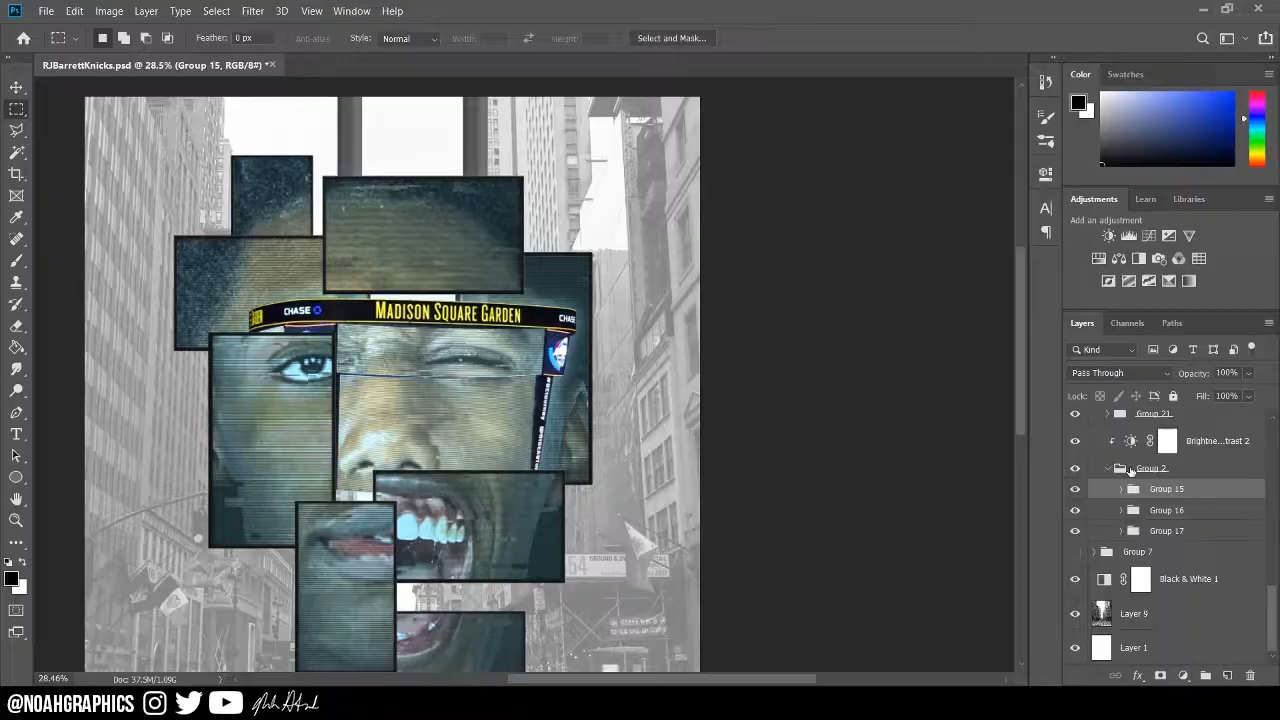 Ps File Edit Image Layer Type Select Filter 3D View Window Help
Feather: 0 px Anti-alias Style: Normal Width: Height: Select and Mask...
RJBarrettKnicks.psd @ 28.5% (Group 15, RGB/8#) *
Color Swatches
Adjustments Learn Libraries
Add an adjustment
Layers Channels Paths
Kind
Pass Through Opacity: 100%
Lock: Fill: 100%
Group 21
Brightne...trast 2
Group 2
Group 15
Group 16
Group 17
Group 7
Black & White 1
Layer 9
Layer 1
CHASE MADISON SQUARE GARDEN CHASE
28.46% Doc: 37.5M/1.09G
@NOAHGRAPHICS